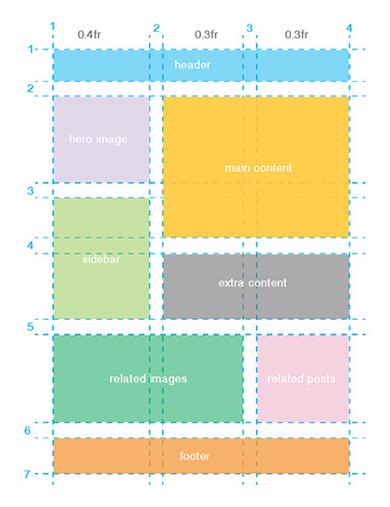 1 2 3 4
0.4fr 0.3fr 0.3fr
1
header
2
hero image
main content
3
4
sidebar
extra content
5
related images related posts
6
footer
7